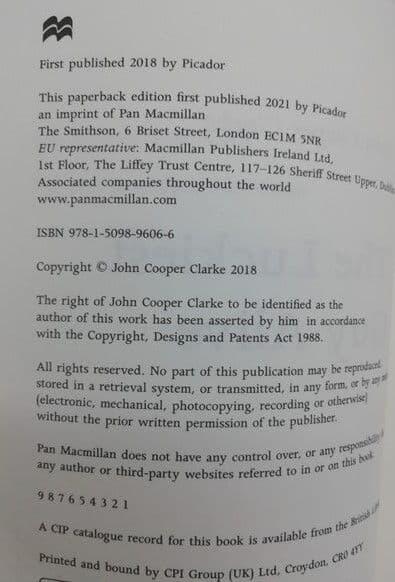 First published 2018 by Picador
This paperback edition first published 2021 by Picador
an imprint of Pan Macmillan
The Smithson, 6 Briset Street, London EC1M 5NR
EU representative: Macmillan Publishers Ireland Ltd,
1st Floor, The Liffey Trust Centre, 117–126 Sheriff Street Upper,
Associated companies throughout the world
www.panmacmillan.com
ISBN 978-1-5098-9606-6
Copyright © John Cooper Clarke 2018
The right of John Cooper Clarke to be identified as the
author of this work has been asserted by him in accordance
with the Copyright, Designs and Patents Act 1988.
All rights reserved. No part of this publication may be reproduced,
stored in a retrieval system, or transmitted, in any form, or by any
(electronic, mechanical, photocopying, recording or otherwise)
without the prior written permission of the publisher.
Pan Macmillan does not have any control over, or any responsibility
any author or third-party websites referred to in or on this book.
9 8 7 6 5 4 3 2 1
A CIP catalogue record for this book is available from the British
Printed and bound by CPI Group (UK) Ltd, Croydon, CR0 4YY